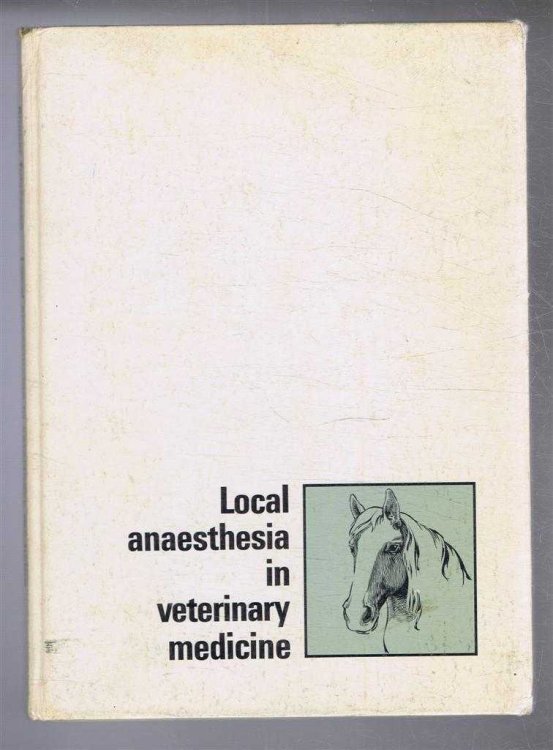 Local
anaesthesia
in
veterinary
medicine